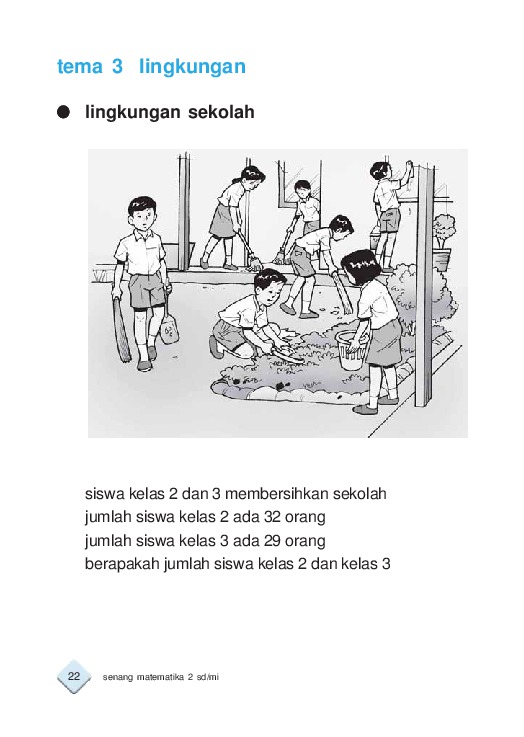 tema 3 lingkungan
● lingkungan sekolah
siswa kelas 2 dan 3 membersihkan sekolah
jumlah siswa kelas 2 ada 32 orang
jumlah siswa kelas 3 ada 29 orang
berapakah jumlah siswa kelas 2 dan kelas 3
22 senang matematika 2 sd/mi